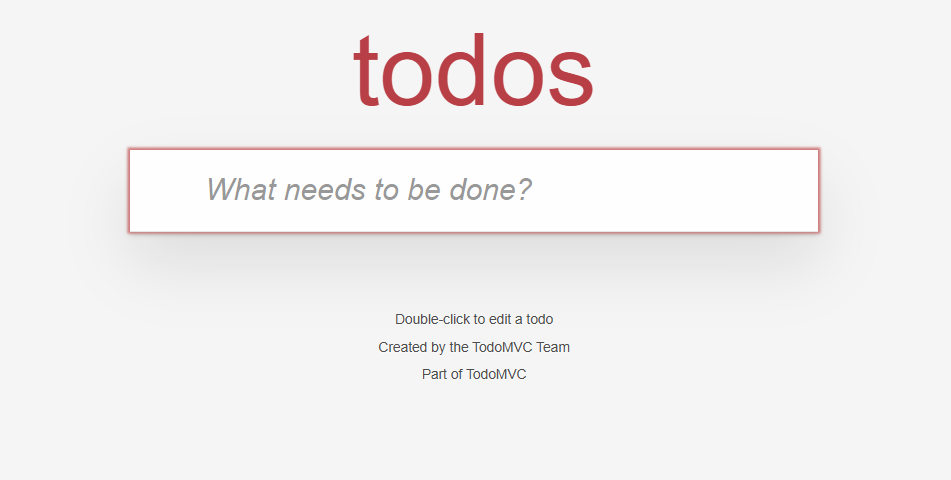 todos
What needs to be done?
Double-click to edit a todo
Created by the TodoMVC Team
Part of TodoMVC